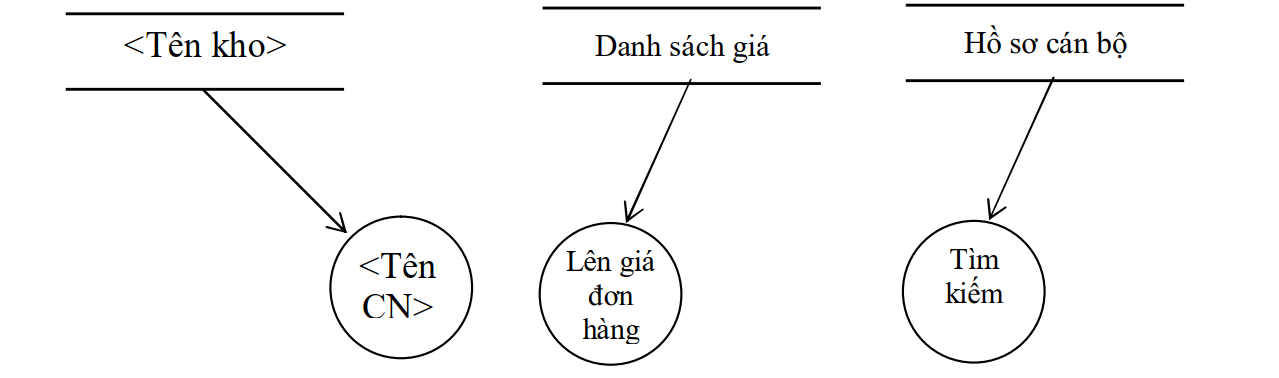 <Tên kho>
Danh sách giá
Hồ sơ cán bộ
<Tên
CN>
Lên giá
đơn
hàng
Tìm
kiếm